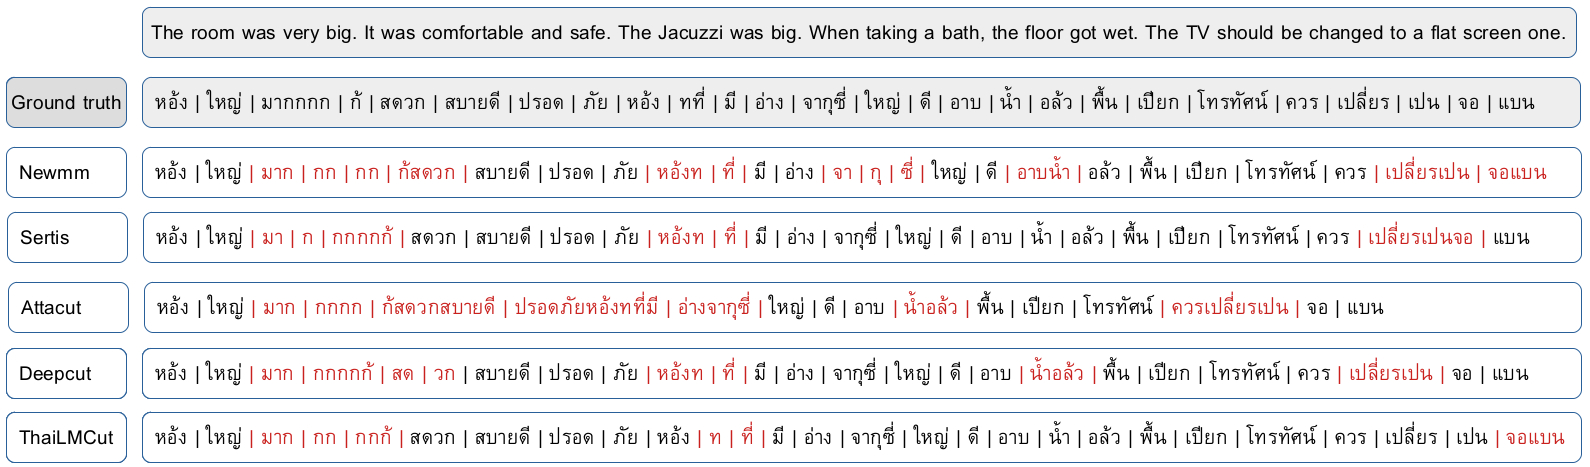 The room was very big. It was comfortable and safe. The Jacuzzi was big. When taking a bath, the floor got wet. The TV should be changed to a flat screen one.
Ground truth หอ้ง | ใหญ่ | มากกกก | ก้ | สดวก | สบายดี | ปรอด | ภัย | หอ้ง | ทที่ | มี | อ่าง | จากุซี่ | ใหญ่ | ดี | อาบ | น้ำ | อล้ว | พื้น | เปียก | โทรทัศน์ | ควร | เปลี่ยร | เปน | จอ | แบน
Newmm หอ้ง | ใหญ่ | มาก | กก | กก | ก้สดวก | สบายดี | ปรอด | ภัย | หอ้งท | ที่ | มี | อ่าง | จา | กุ | ซี่ | ใหญ่ | ดี | อาบน้ำ | อล้ว | พื้น | เปียก | โทรทัศน์ | ควร | เปลี่ยรเปน | จอแบน
Sertis หอ้ง | ใหญ่ | มา | ก | กกกกก้ | สดวก | สบายดี | ปรอด | ภัย | หอ้งท | ที่ | มี | อ่าง | จากุซี่ | ใหญ่ | ดี | อาบ | น้ำ | อล้ว | พื้น | เปียก | โทรทัศน์ | ควร | เปลี่ยรเปนจอ | แบน
Attacut หอ้ง | ใหญ่ | มาก | กกกก | ก้สดวกสบายดี | ปรอดภัยหอ้งทที่มี | อ่างจากุซี่ | ใหญ่ | ดี | อาบ | น้ำอล้ว | พื้น | เปียก | โทรทัศน์ | ควรเปลี่ยรเปน | จอ | แบน
Deepcut หอ้ง | ใหญ่ | มาก | กกกกก้ | สด | วก | สบายดี | ปรอด | ภัย | หอ้งท | ที่ | มี | อ่าง | จากุซี่ | ใหญ่ | ดี | อาบ | น้ำอล้ว | พื้น | เปียก | โทรทัศน์ | ควร | เปลี่ยรเปน | จอ | แบน
ThaiLMCut หอ้ง | ใหญ่ | มาก | กก | กกก้ | สดวก | สบายดี | ปรอด | ภัย | หอ้ง | ท | ที่ | มี | อ่าง | จากุซี่ | ใหญ่ | ดี | อาบ | น้ำ | อล้ว | พื้น | เปียก | โทรทัศน์ | ควร | เปลี่ยร | เปน | จอแบน